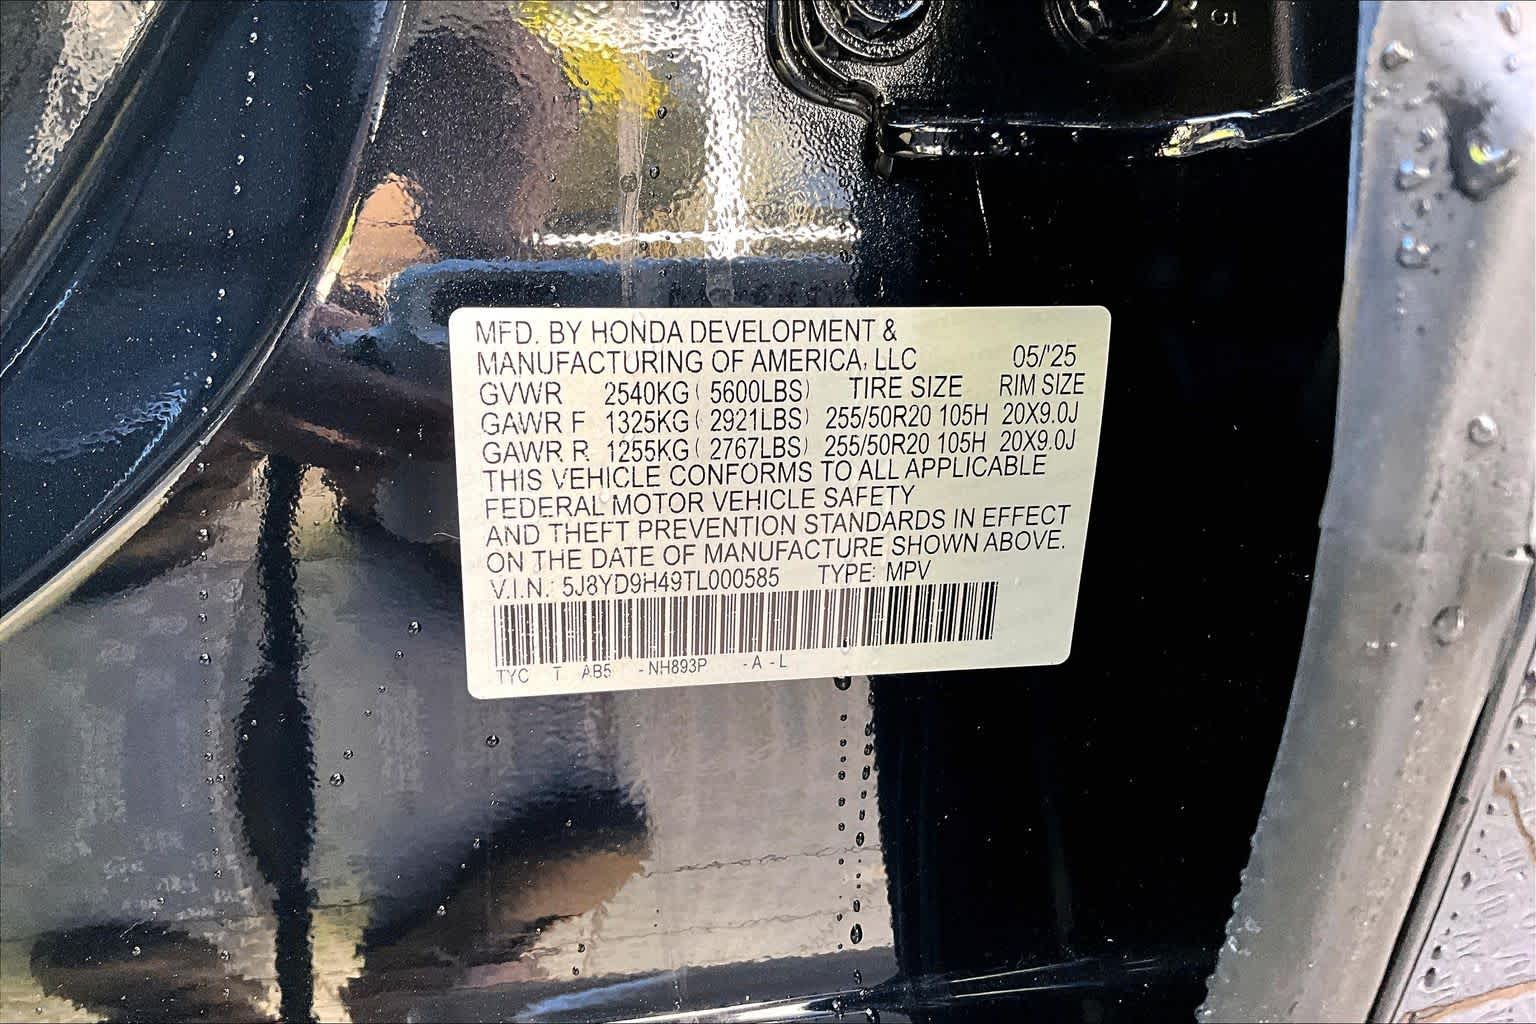 MFD. BY HONDA DEVELOPMENT &
MANUFACTURING OF AMERICA, LLC 05/'25
GVWR 2540KG ( 5600LBS) TIRE SIZE RIM SIZE
GAWR F 1325KG ( 2921LBS) 255/50R20 105H 20X9.0J
GAWR R 1255KG ( 2767LBS) 255/50R20 105H 20X9.0J
THIS VEHICLE CONFORMS TO ALL APPLICABLE
FEDERAL MOTOR VEHICLE SAFETY
AND THEFT PREVENTION STANDARDS IN EFFECT
ON THE DATE OF MANUFACTURE SHOWN ABOVE.
V.I.N.: 5J8YD9H49TL000585 TYPE: MPV
TYC T AB5 -NH893P -A -L